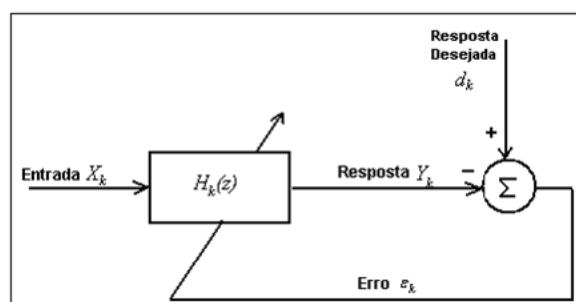 Resposta
Desejada
d_k
+
Entrada X_k
H_k(z)
Resposta Y_k
−
Σ
Erro ε_k